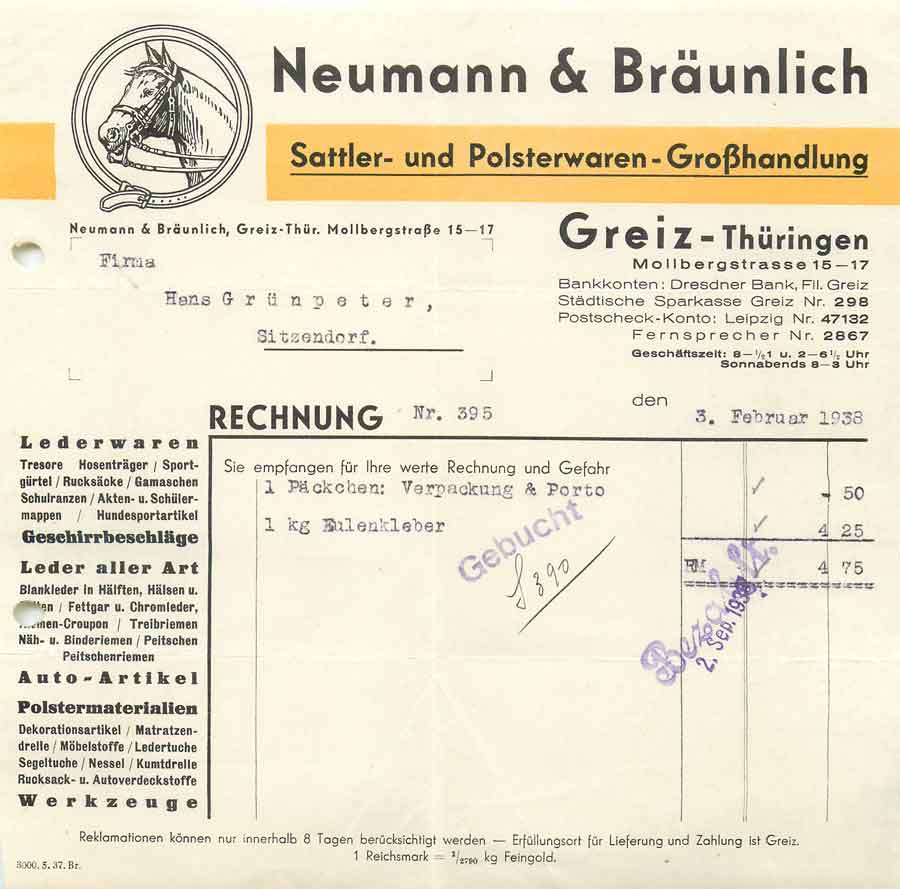 Neumann & Bräunlich
Sattler- und Polsterwaren-Großhandlung
Neumann & Bräunlich, Greiz-Thür. Mollbergstraße 15—17
Firma
Hans Grünpeter,
Sitzendorf.
Greiz-Thüringen
Mollbergstrasse 15—17
Bankkonten: Dresdner Bank, Fil. Greiz
Städtische Sparkasse Greiz Nr. 298
Postscheck-Konto: Leipzig Nr. 47132
Fernsprecher Nr. 2867
Geschäftszeit: 8-½1 u. 2-6½ Uhr
Sonnabends 8-3 Uhr
RECHNUNG Nr. 395
den 3. Februar 1938
Sie empfangen für Ihre werte Rechnung und Gefahr
1 Päckchen: Verpackung & Porto - 50
1 kg Eulenkleber 4 25
RM 4 75
Gebucht
390
Bezahlt.
2. Sep. 1938
Lederwaren
Tresore Hosenträger / Sport-
gürtel / Rucksäcke / Gamaschen
Schulranzen / Akten- u. Schüler-
mappen / Hundesportartikel
Geschirrbeschläge
Leder aller Art
Blankleder in Hälften, Hälsen u.
/ Fettgar u. Chromleder,
-Croupon / Treibriemen
Näh- u. Binderiemen / Peitschen
Peitschenriemen
Auto-Artikel
Polstermaterialien
Dekorationsartikel / Matratzen-
drelle / Möbelstoffe / Ledertuche
Segeltuche / Nessel / Kumtdrelle
Rucksack- u. Autoverdeckstoffe
Werkzeuge
Reklamationen können nur innerhalb 8 Tagen berücksichtigt werden — Erfüllungsort für Lieferung und Zahlung ist Greiz.
1 Reichsmark = 1/2790 kg Feingold.
3000. 5. 37. Br.